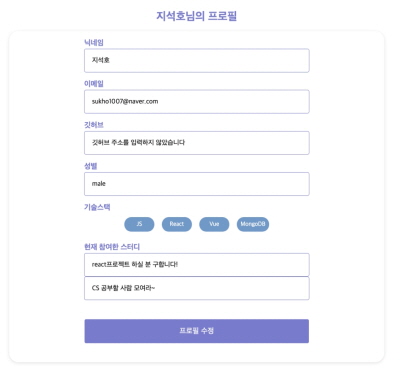 지석호님의 프로필
닉네임
지석호
이메일
sukho1007@naver.com
깃허브
깃허브 주소를 입력하지 않았습니다
성별
male
기술스택
JS React Vue MongoDB
현재 참여한 스터디
react프로젝트 하실 분 구합니다!
CS 공부할 사람 모여라~
프로필 수정